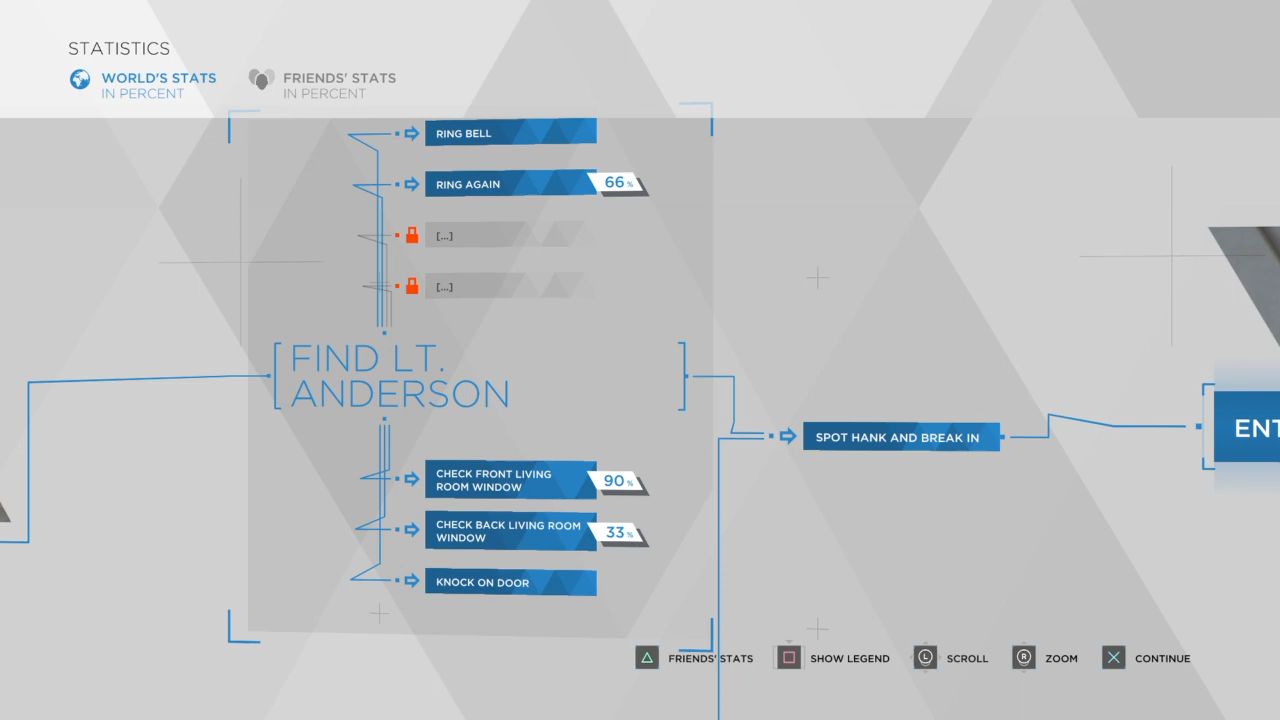 STATISTICS
WORLD'S STATS
IN PERCENT
FRIENDS' STATS
IN PERCENT
RING BELL
RING AGAIN
66%
[...]
[...]
FIND LT.
ANDERSON
SPOT HANK AND BREAK IN
ENT
CHECK FRONT LIVING
ROOM WINDOW
90%
CHECK BACK LIVING ROOM
WINDOW
33%
KNOCK ON DOOR
FRIENDS' STATS
SHOW LEGEND
L
SCROLL
R
ZOOM
CONTINUE